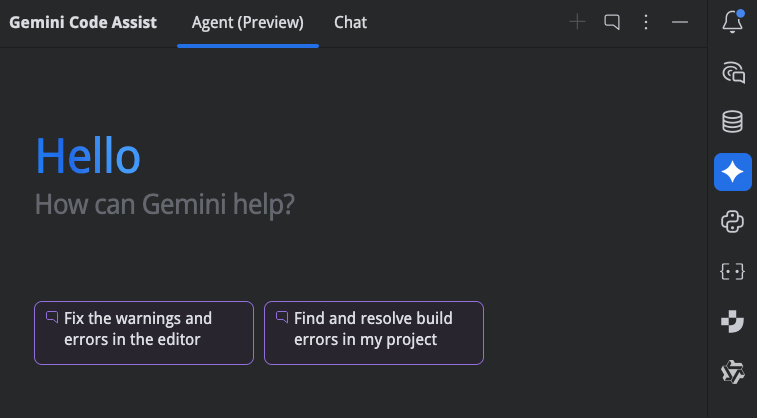 Gemini Code Assist Agent (Preview) Chat
Hello
How can Gemini help?
Fix the warnings and
errors in the editor
Find and resolve build
errors in my project